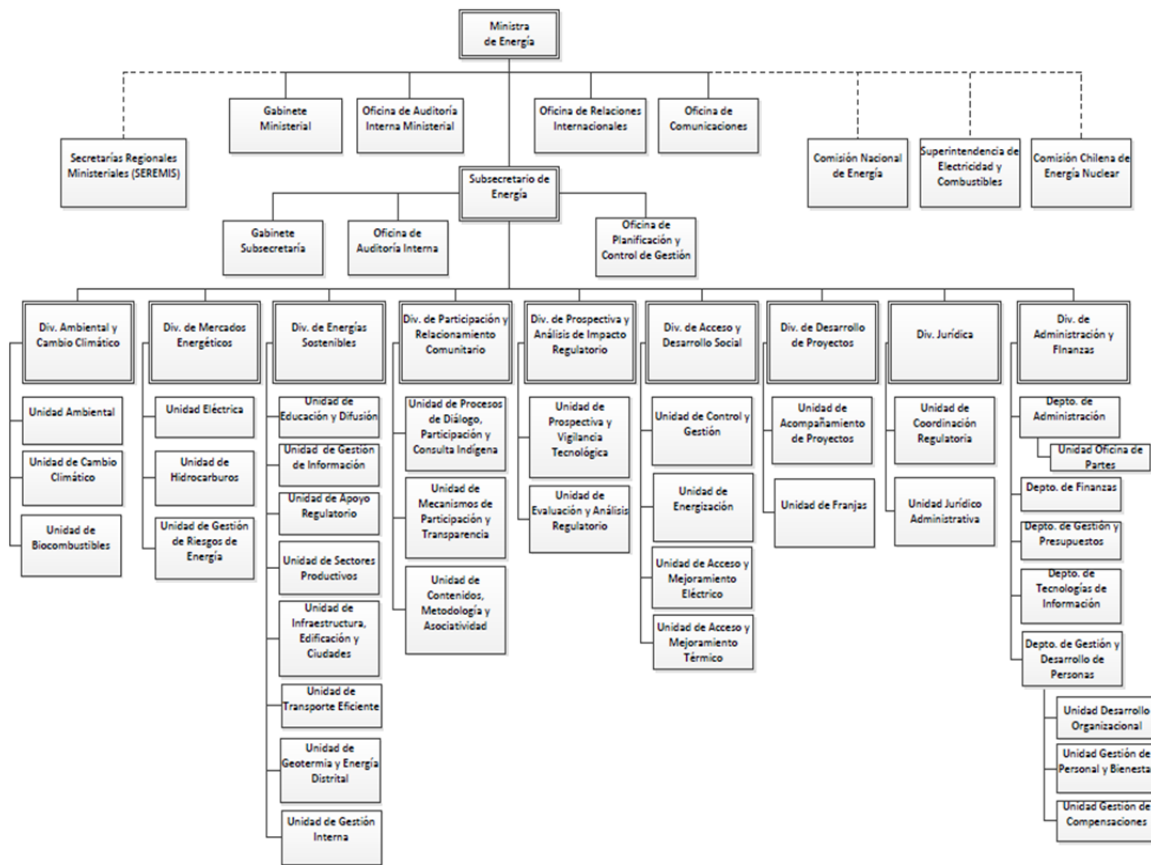 Ministra
de Energía
Gabinete
Ministerial
Oficina de Auditoría
Interna Ministerial
Oficina de Relaciones
Internacionales
Oficina de
Comunicaciones
Secretarías Regionales
Ministeriales (SEREMIS)
Comisión Nacional
de Energía
Superintendencia de
Electricidad y
Combustibles
Comisión Chilena de
Energía Nuclear
Subsecretario de
Energía
Gabinete
Subsecretaría
Oficina de
Auditoría Interna
Oficina de
Planificación y
Control de Gestión
Div. Ambiental y
Cambio Climático
Unidad Ambiental
Unidad de Cambio
Climático
Unidad de
Biocombustibles
Div. de Mercados
Energéticos
Unidad Eléctrica
Unidad de
Hidrocarburos
Unidad de Gestión
de Riesgos de
Energía
Div. de Energías
Sostenibles
Unidad de
Educación y Difusión
Unidad de Gestión
de Información
Unidad de Apoyo
Regulatorio
Unidad de Sectores
Productivos
Unidad de
Infraestructura,
Edificación y
Ciudades
Unidad de
Transporte Eficiente
Unidad de
Geotermia y Energía
Distrital
Unidad de Gestión
Interna
Div. de Participación y
Relacionamiento
Comunitario
Unidad de Procesos
de Diálogo,
Participación y
Consulta Indígena
Unidad de
Mecanismos de
Participación y
Transparencia
Unidad de
Contenidos,
Metodología y
Asociatividad
Div. de Prospectiva y
Análisis de Impacto
Regulatorio
Unidad de
Prospectiva y
Vigilancia
Tecnológica
Unidad de
Evaluación y Análisis
Regulatorio
Div. de Acceso y
Desarrollo Social
Unidad de Control y
Gestión
Unidad de
Energización
Unidad de Acceso y
Mejoramiento
Eléctrico
Unidad de Acceso y
Mejoramiento
Térmico
Div. de Desarrollo
de Proyectos
Unidad de
Acompañamiento
de Proyectos
Unidad de Franjas
Div. Jurídica
Unidad de
Coordinación
Regulatoria
Unidad Jurídico
Administrativa
Div. de
Administración y
FInanzas
Depto. de
Administración
Unidad Oficina de
Partes
Depto. de Finanzas
Depto. de Gestión y
Presupuestos
Depto. de
Tecnologías de
Información
Depto. de Gestión y
Desarrollo de
Personas
Unidad Desarrollo
Organizacional
Unidad Gestión de
Personal y Bienesta
Unidad Gestión de
Compensaciones